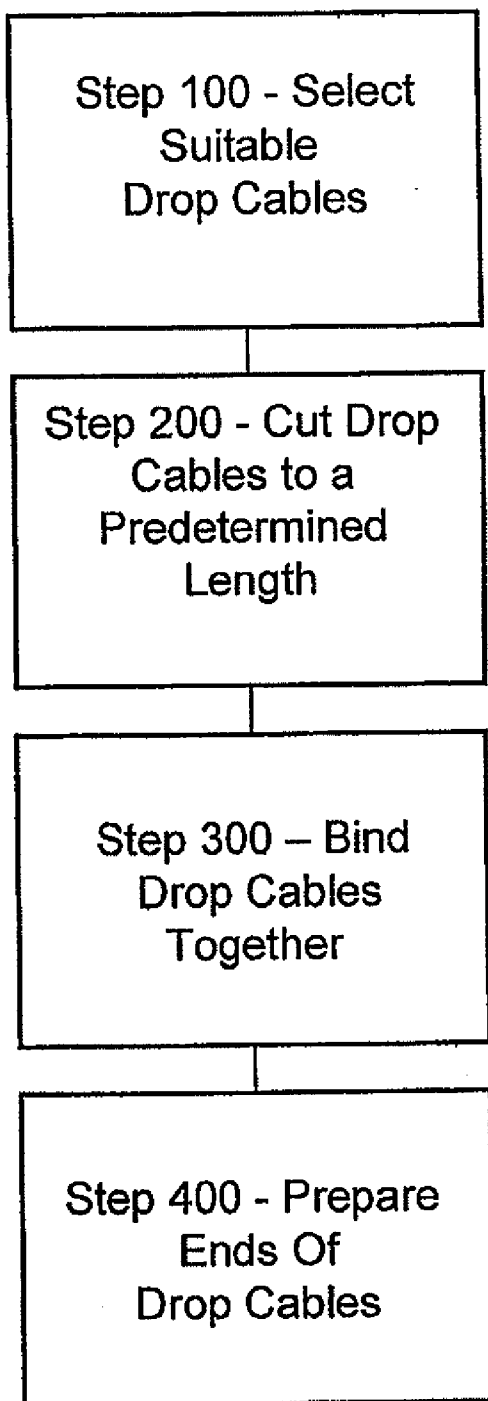 Step 100 - Select
Suitable
Drop Cables
Step 200 - Cut Drop
Cables to a
Predetermined
Length
Step 300 – Bind
Drop Cables
Together
Step 400 - Prepare
Ends Of
Drop Cables